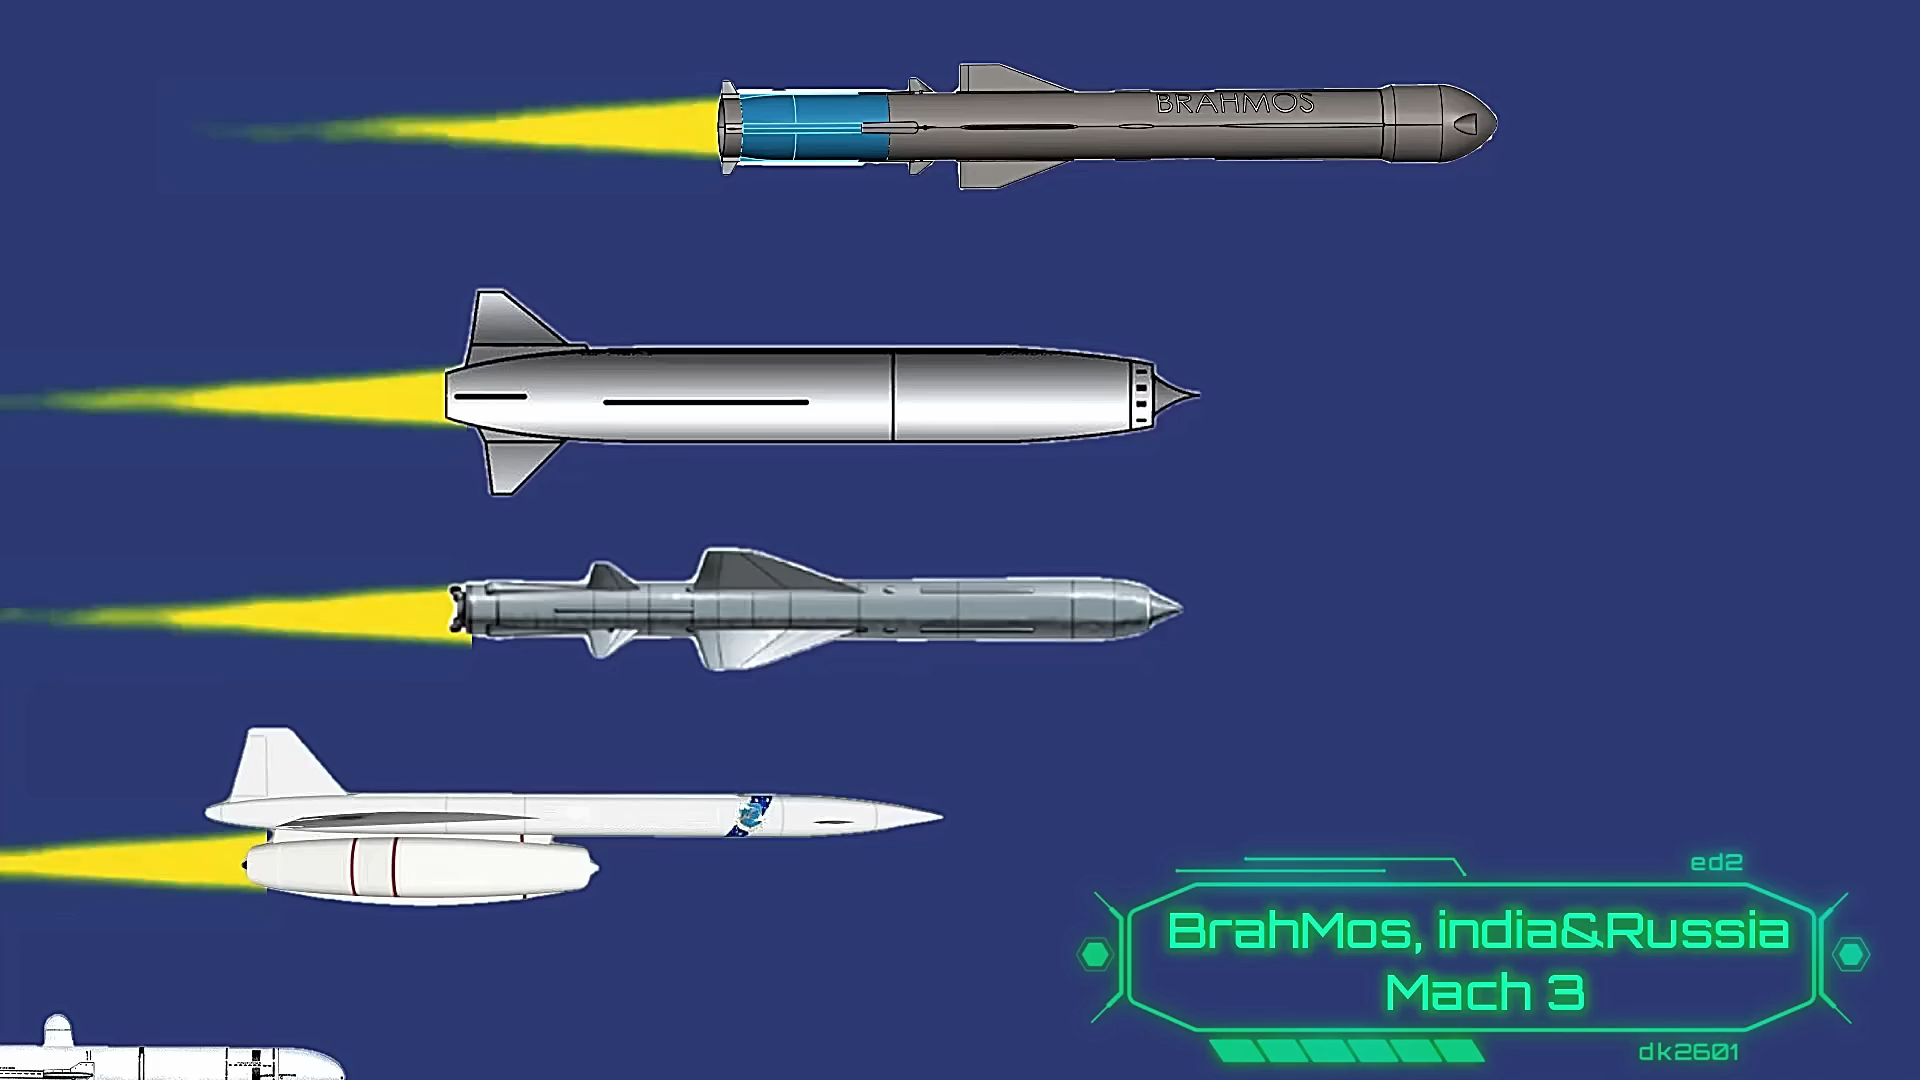 BRAHMOS
ed2
BrahMos, india&Russia
Mach 3
dk2601